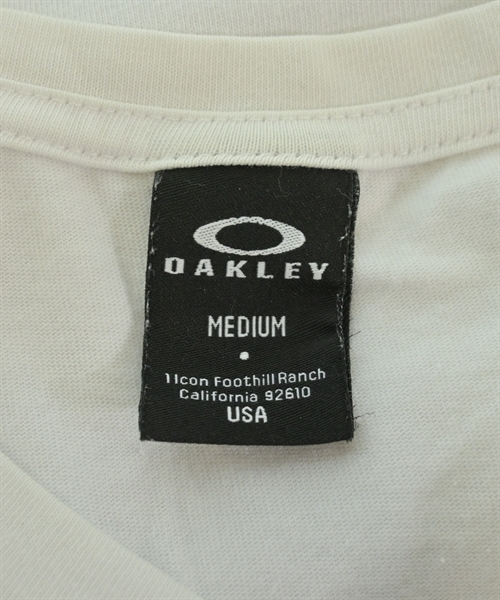 OAKLEY
MEDIUM
1 Icon Foothill Ranch
California 92610
USA